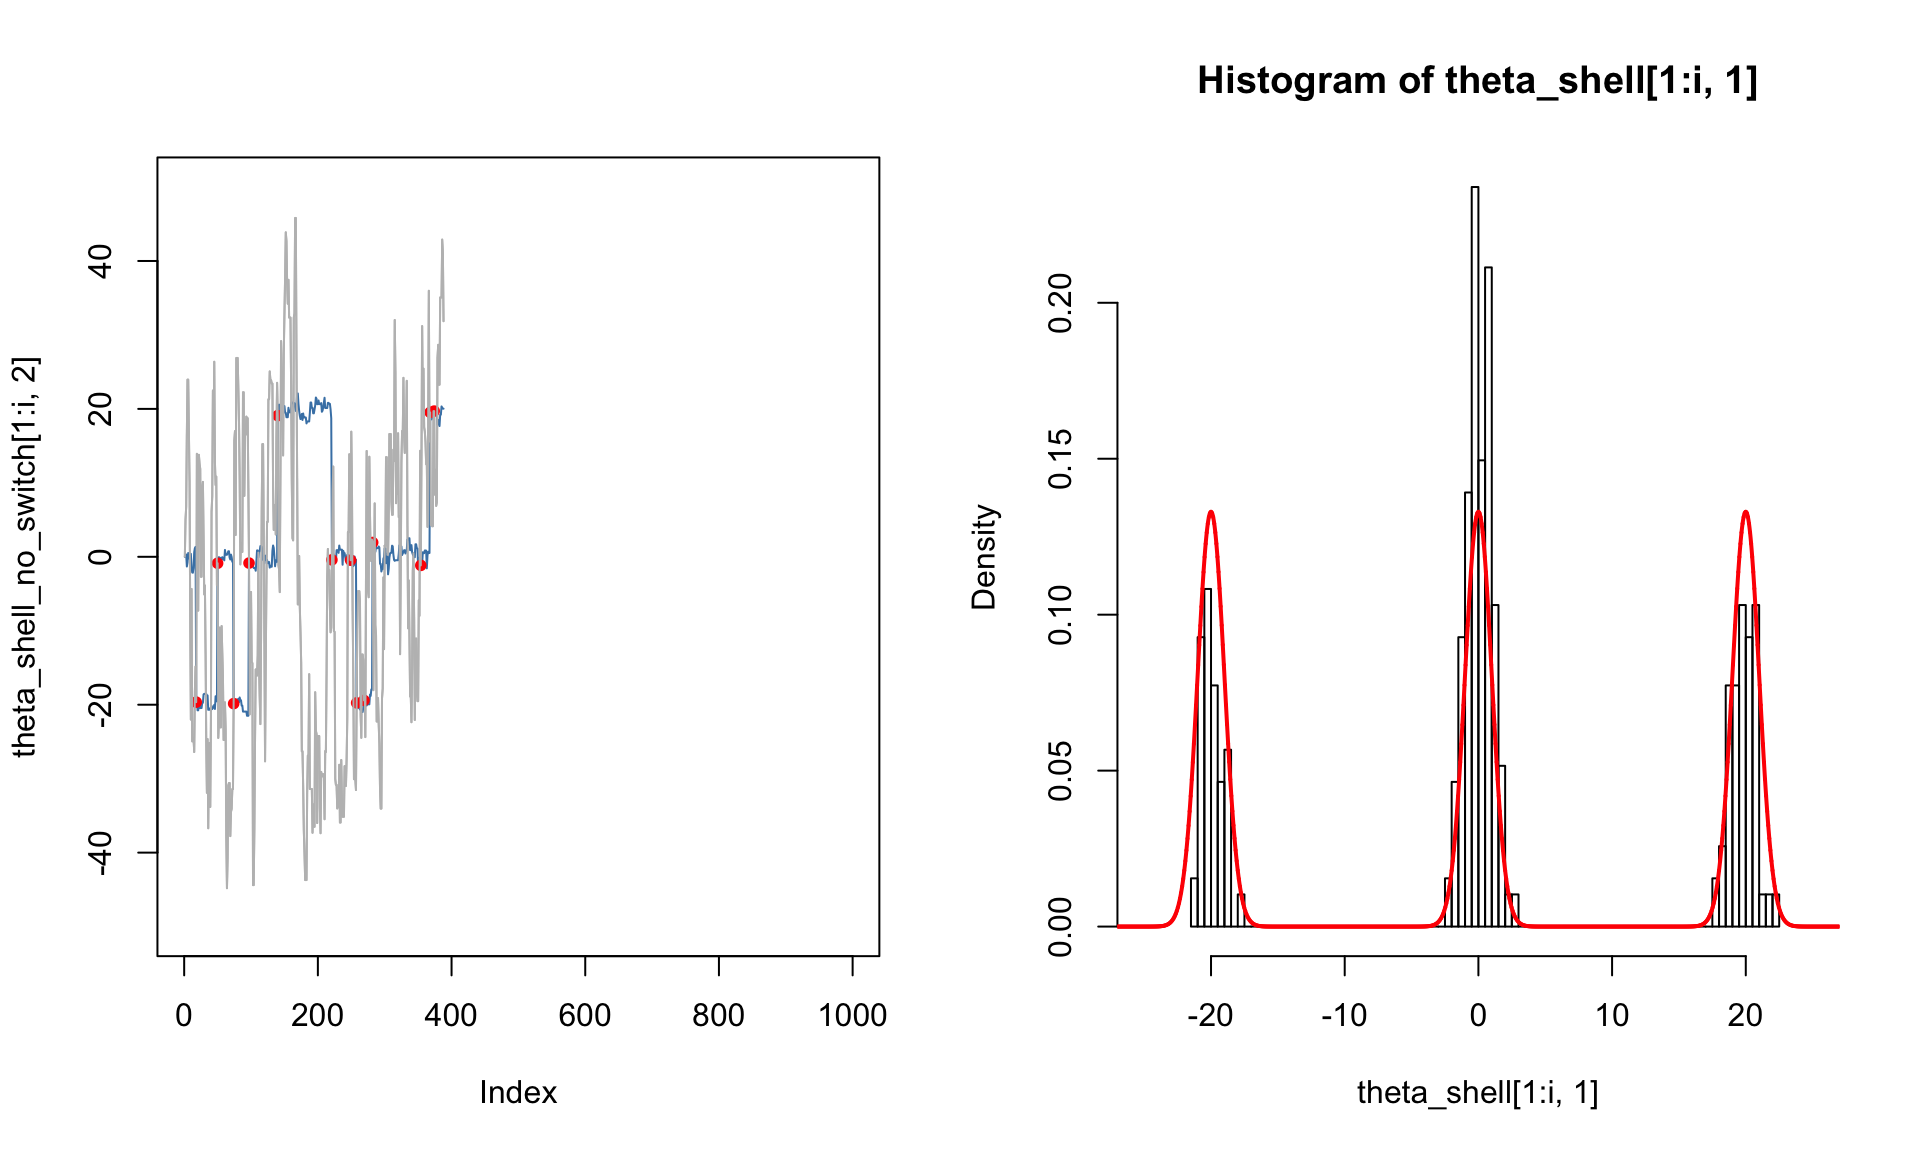 Histogram of theta_shell[1:i, 1]
theta_shell_no_switch[1:i, 2]
40
20
0
-20
-40
0 200 400 600 800 1000
Index
Density
0.20
0.15
0.10
0.05
0.00
-20 -10 0 10 20
theta_shell[1:i, 1]